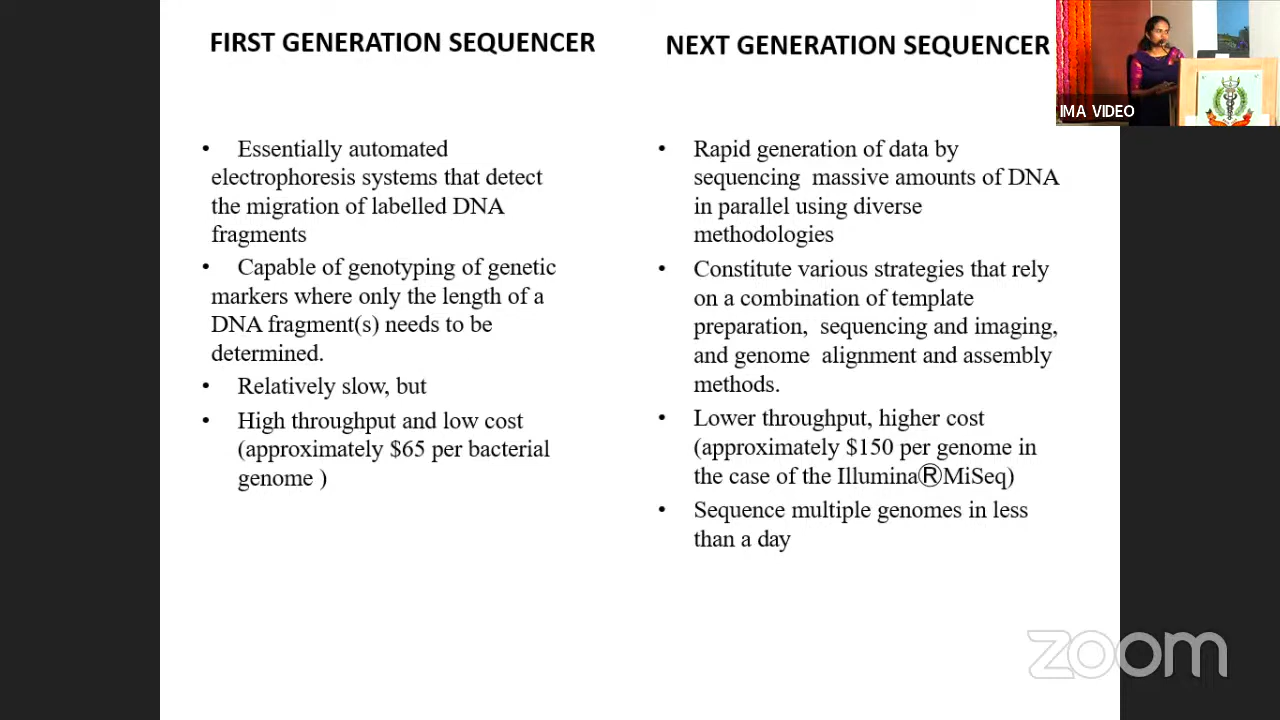 FIRST GENERATION SEQUENCER
• Essentially automated
electrophoresis systems that detect
the migration of labelled DNA
fragments
• Capable of genotyping of genetic
markers where only the length of a
DNA fragment(s) needs to be
determined.
• Relatively slow, but
• High throughput and low cost
(approximately $65 per bacterial
genome )
NEXT GENERATION SEQUENCER
• Rapid generation of data by
sequencing massive amounts of DNA
in parallel using diverse
methodologies
• Constitute various strategies that rely
on a combination of template
preparation, sequencing and imaging,
and genome alignment and assembly
methods.
• Lower throughput, higher cost
(approximately $150 per genome in
the case of the Illumina®MiSeq)
• Sequence multiple genomes in less
than a day
IMA VIDEO
zoom